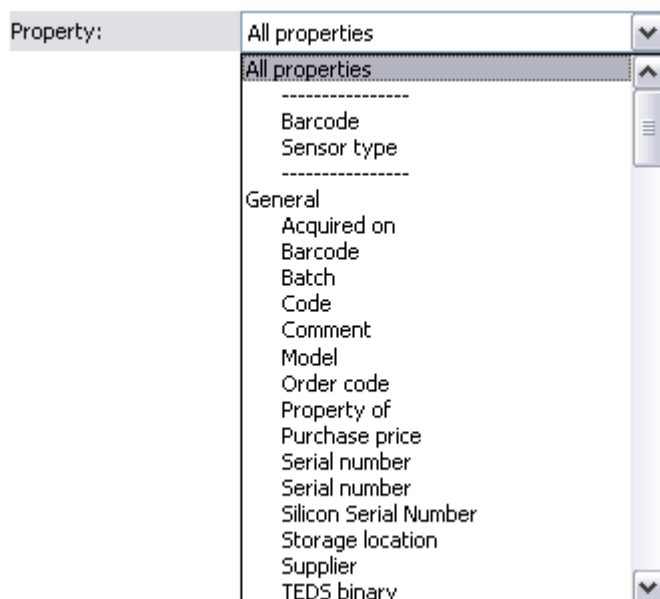 Property:
All properties
All properties
----------------
Barcode
Sensor type
----------------
General
Acquired on
Barcode
Batch
Code
Comment
Model
Order code
Property of
Purchase price
Serial number
Serial number
Silicon Serial Number
Storage location
Supplier
TEDS binary